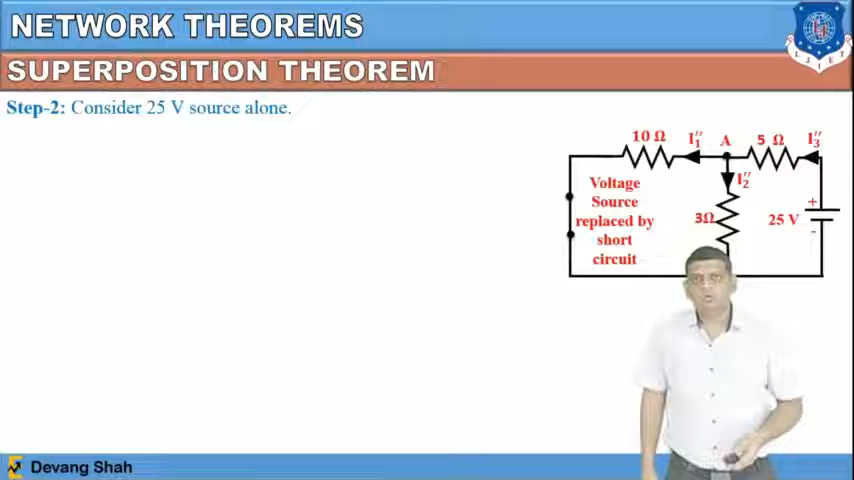 NETWORK THEOREMS
SUPERPOSITION THEOREM
LJIET
Step-2: Consider 25 V source alone.
10 Ω I₁'' A 5 Ω I₃''
I₂''
Voltage
Source
replaced by
short
circuit
3Ω
+
25 V
-
Devang Shah